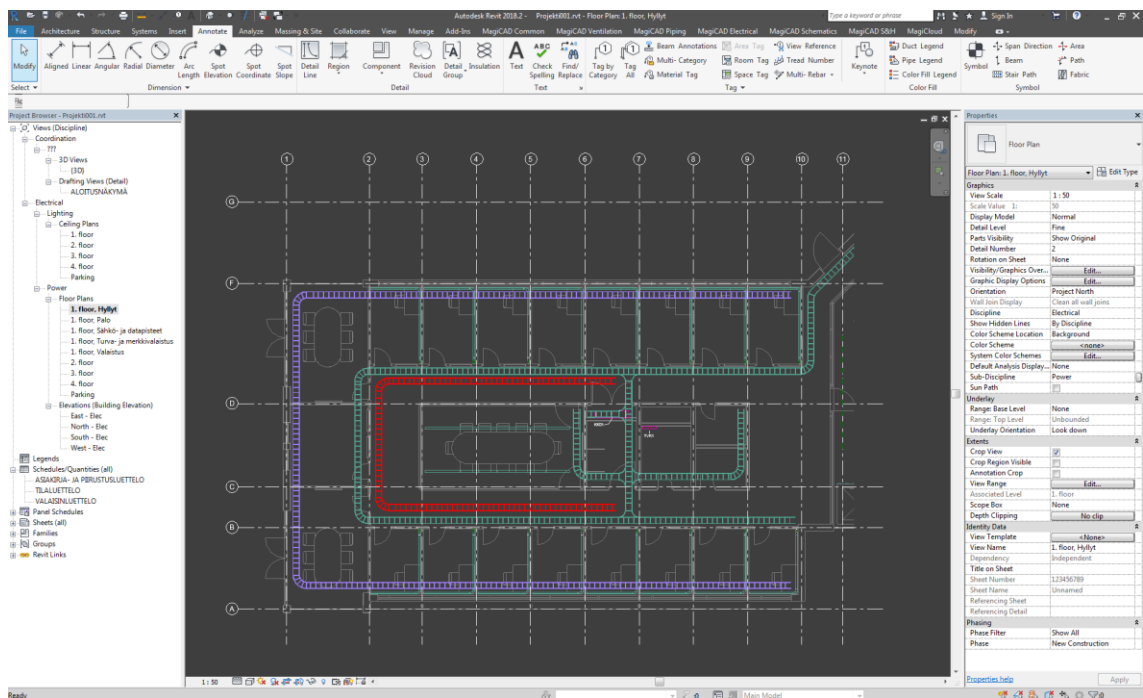 Autodesk Revit 2018.2 - Projekti001.rvt - Floor Plan: 1. floor, Hyllyt
Type a keyword or phrase
Sign In
File Architecture Structure Systems Insert Annotate Analyze Massing & Site Collaborate View Manage Add-Ins MagiCAD Common MagiCAD Ventilation MagiCAD Piping MagiCAD Electrical MagiCAD Schematics MagiCAD S&H MagiCloud Modify
Modify Aligned Linear Angular Radial Diameter Arc Length Spot Elevation Spot Coordinate Spot Slope Detail Line Region Component Revision Cloud Detail Group Insulation Text Check Spelling Find/ Replace Tag by Category Tag All
Beam Annotations Area Tag View Reference
Multi- Category Room Tag Tread Number
Material Tag Space Tag Multi- Rebar
Keynote
Duct Legend
Pipe Legend
Color Fill Legend
Symbol
Span Direction Area
Beam Path
Stair Path Fabric
Select Dimension Detail Text Tag Color Fill Symbol
Project Browser - Projekti001.rvt
Views (Discipline)
Coordination
???
3D Views
{3D}
Drafting Views (Detail)
ALOITUSNÄKYMÄ
Electrical
Lighting
Ceiling Plans
1. floor
2. floor
3. floor
4. floor
Parking
Power
Floor Plans
1. floor, Hyllyt
1. floor, Palo
1. floor, Sähkö- ja datapisteet
1. floor, Turva- ja merkkivalaistus
1. floor, Valaistus
2. floor
3. floor
4. floor
Parking
Elevations (Building Elevation)
East - Elec
North - Elec
South - Elec
West - Elec
Legends
Schedules/Quantities (all)
ASIAKIRJA- JA PIIRUSTUSLUETTELO
TILALUETTELO
VALAISINLUETTELO
Panel Schedules
Sheets (all)
Families
Groups
Revit Links
1 2 3 4 5 6 7 8 9 10 11
G
F
D
C
B
A
Properties
Floor Plan
Floor Plan: 1. floor, Hyllyt Edit Type
Graphics
View Scale 1 : 50
Scale Value 1: 50
Display Model Normal
Detail Level Fine
Parts Visibility Show Original
Detail Number 2
Rotation on Sheet None
Visibility/Graphics Over... Edit...
Graphic Display Options Edit...
Orientation Project North
Wall Join Display Clean all wall joins
Discipline Electrical
Show Hidden Lines By Discipline
Color Scheme Location Background
Color Scheme <none>
System Color Schemes Edit...
Default Analysis Display... None
Sub-Discipline Power
Sun Path
Underlay
Range: Base Level None
Range: Top Level Unbounded
Underlay Orientation Look down
Extents
Crop View
Crop Region Visible
Annotation Crop
View Range Edit...
Associated Level 1. floor
Scope Box None
Depth Clipping No clip
Identity Data
View Template <None>
View Name 1. floor, Hyllyt
Dependency Independent
Title on Sheet
Sheet Number 123456789
Sheet Name Unnamed
Referencing Sheet
Referencing Detail
Phasing
Phase Filter Show All
Phase New Construction
Properties help Apply
1 : 50
Ready
Main Model